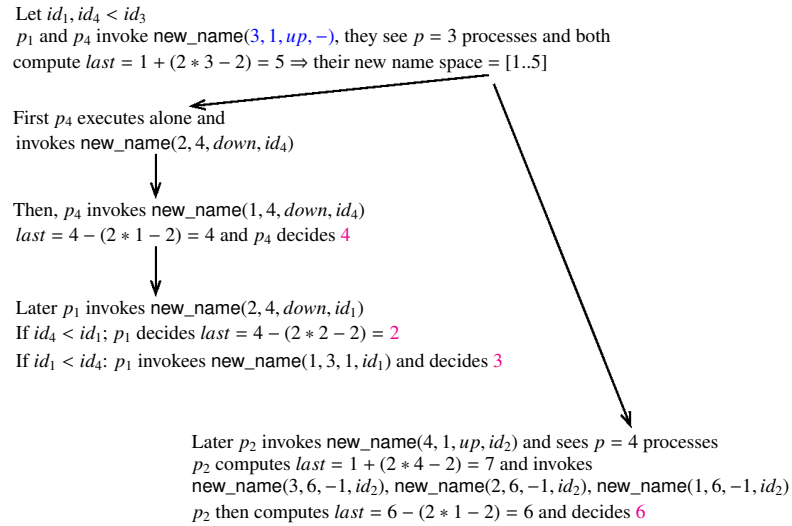 Let id₁, id₄ < id₃
p₁ and p₄ invoke new_name(3, 1, up, −), they see p = 3 processes and both
compute last = 1 + (2 ∗ 3 − 2) = 5 ⇒ their new name space = [1..5]
First p₄ executes alone and
invokes new_name(2, 4, down, id₄)
Then, p₄ invokes new_name(1, 4, down, id₄)
last = 4 − (2 ∗ 1 − 2) = 4 and p₄ decides 4
Later p₁ invokes new_name(2, 4, down, id₁)
If id₄ < id₁; p₁ decides last = 4 − (2 ∗ 2 − 2) = 2
If id₁ < id₄: p₁ invokees new_name(1, 3, 1, id₁) and decides 3
Later p₂ invokes new_name(4, 1, up, id₂) and sees p = 4 processes
p₂ computes last = 1 + (2 ∗ 4 − 2) = 7 and invokes
new_name(3, 6, −1, id₂), new_name(2, 6, −1, id₂), new_name(1, 6, −1, id₂)
p₂ then computes last = 6 − (2 ∗ 1 − 2) = 6 and decides 6